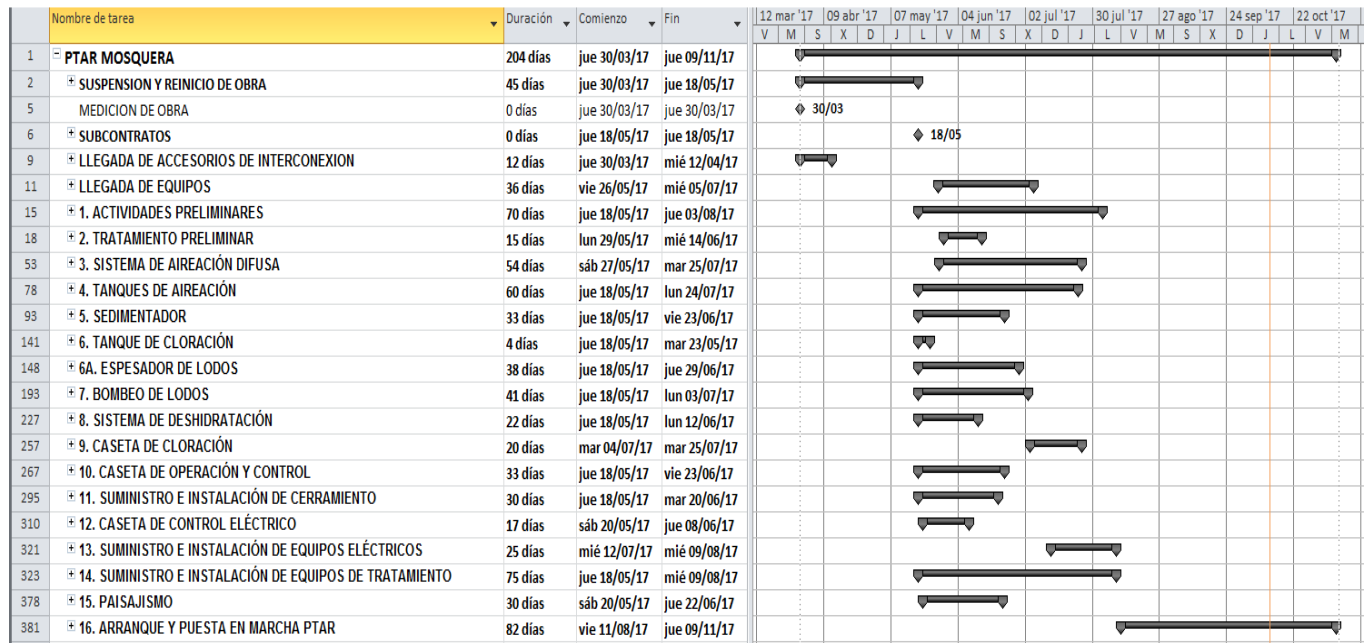 Nombre de tarea Duración Comienzo Fin 12 mar '17 09 abr '17 07 may '17 04 jun '17 02 jul '17 30 jul '17 27 ago '17 24 sep '17 22 oct '17
V M S X D J L V M S X D J L V M S X D J L V M
1 PTAR MOSQUERA 204 días jue 30/03/17 jue 09/11/17
2 SUSPENSION Y REINICIO DE OBRA 45 días jue 30/03/17 jue 18/05/17
5 MEDICION DE OBRA 0 días jue 30/03/17 jue 30/03/17 30/03
6 SUBCONTRATOS 0 días jue 18/05/17 jue 18/05/17 18/05
9 LLEGADA DE ACCESORIOS DE INTERCONEXION 12 días jue 30/03/17 mié 12/04/17
11 LLEGADA DE EQUIPOS 36 días vie 26/05/17 mié 05/07/17
15 1. ACTIVIDADES PRELIMINARES 70 días jue 18/05/17 jue 03/08/17
18 2. TRATAMIENTO PRELIMINAR 15 días lun 29/05/17 mié 14/06/17
53 3. SISTEMA DE AIREACIÓN DIFUSA 54 días sáb 27/05/17 mar 25/07/17
78 4. TANQUES DE AIREACIÓN 60 días jue 18/05/17 lun 24/07/17
93 5. SEDIMENTADOR 33 días jue 18/05/17 vie 23/06/17
141 6. TANQUE DE CLORACIÓN 4 días jue 18/05/17 mar 23/05/17
148 6A. ESPESADOR DE LODOS 38 días jue 18/05/17 jue 29/06/17
193 7. BOMBEO DE LODOS 41 días jue 18/05/17 lun 03/07/17
227 8. SISTEMA DE DESHIDRATACIÓN 22 días jue 18/05/17 lun 12/06/17
257 9. CASETA DE CLORACIÓN 20 días mar 04/07/17 mar 25/07/17
267 10. CASETA DE OPERACIÓN Y CONTROL 33 días jue 18/05/17 vie 23/06/17
295 11. SUMINISTRO E INSTALACIÓN DE CERRAMIENTO 30 días jue 18/05/17 mar 20/06/17
310 12. CASETA DE CONTROL ELÉCTRICO 17 días sáb 20/05/17 jue 08/06/17
321 13. SUMINISTRO E INSTALACIÓN DE EQUIPOS ELÉCTRICOS 25 días mié 12/07/17 mié 09/08/17
323 14. SUMINISTRO E INSTALACIÓN DE EQUIPOS DE TRATAMIENTO 75 días jue 18/05/17 mié 09/08/17
378 15. PAISAJISMO 30 días sáb 20/05/17 jue 22/06/17
381 16. ARRANQUE Y PUESTA EN MARCHA PTAR 82 días vie 11/08/17 jue 09/11/17